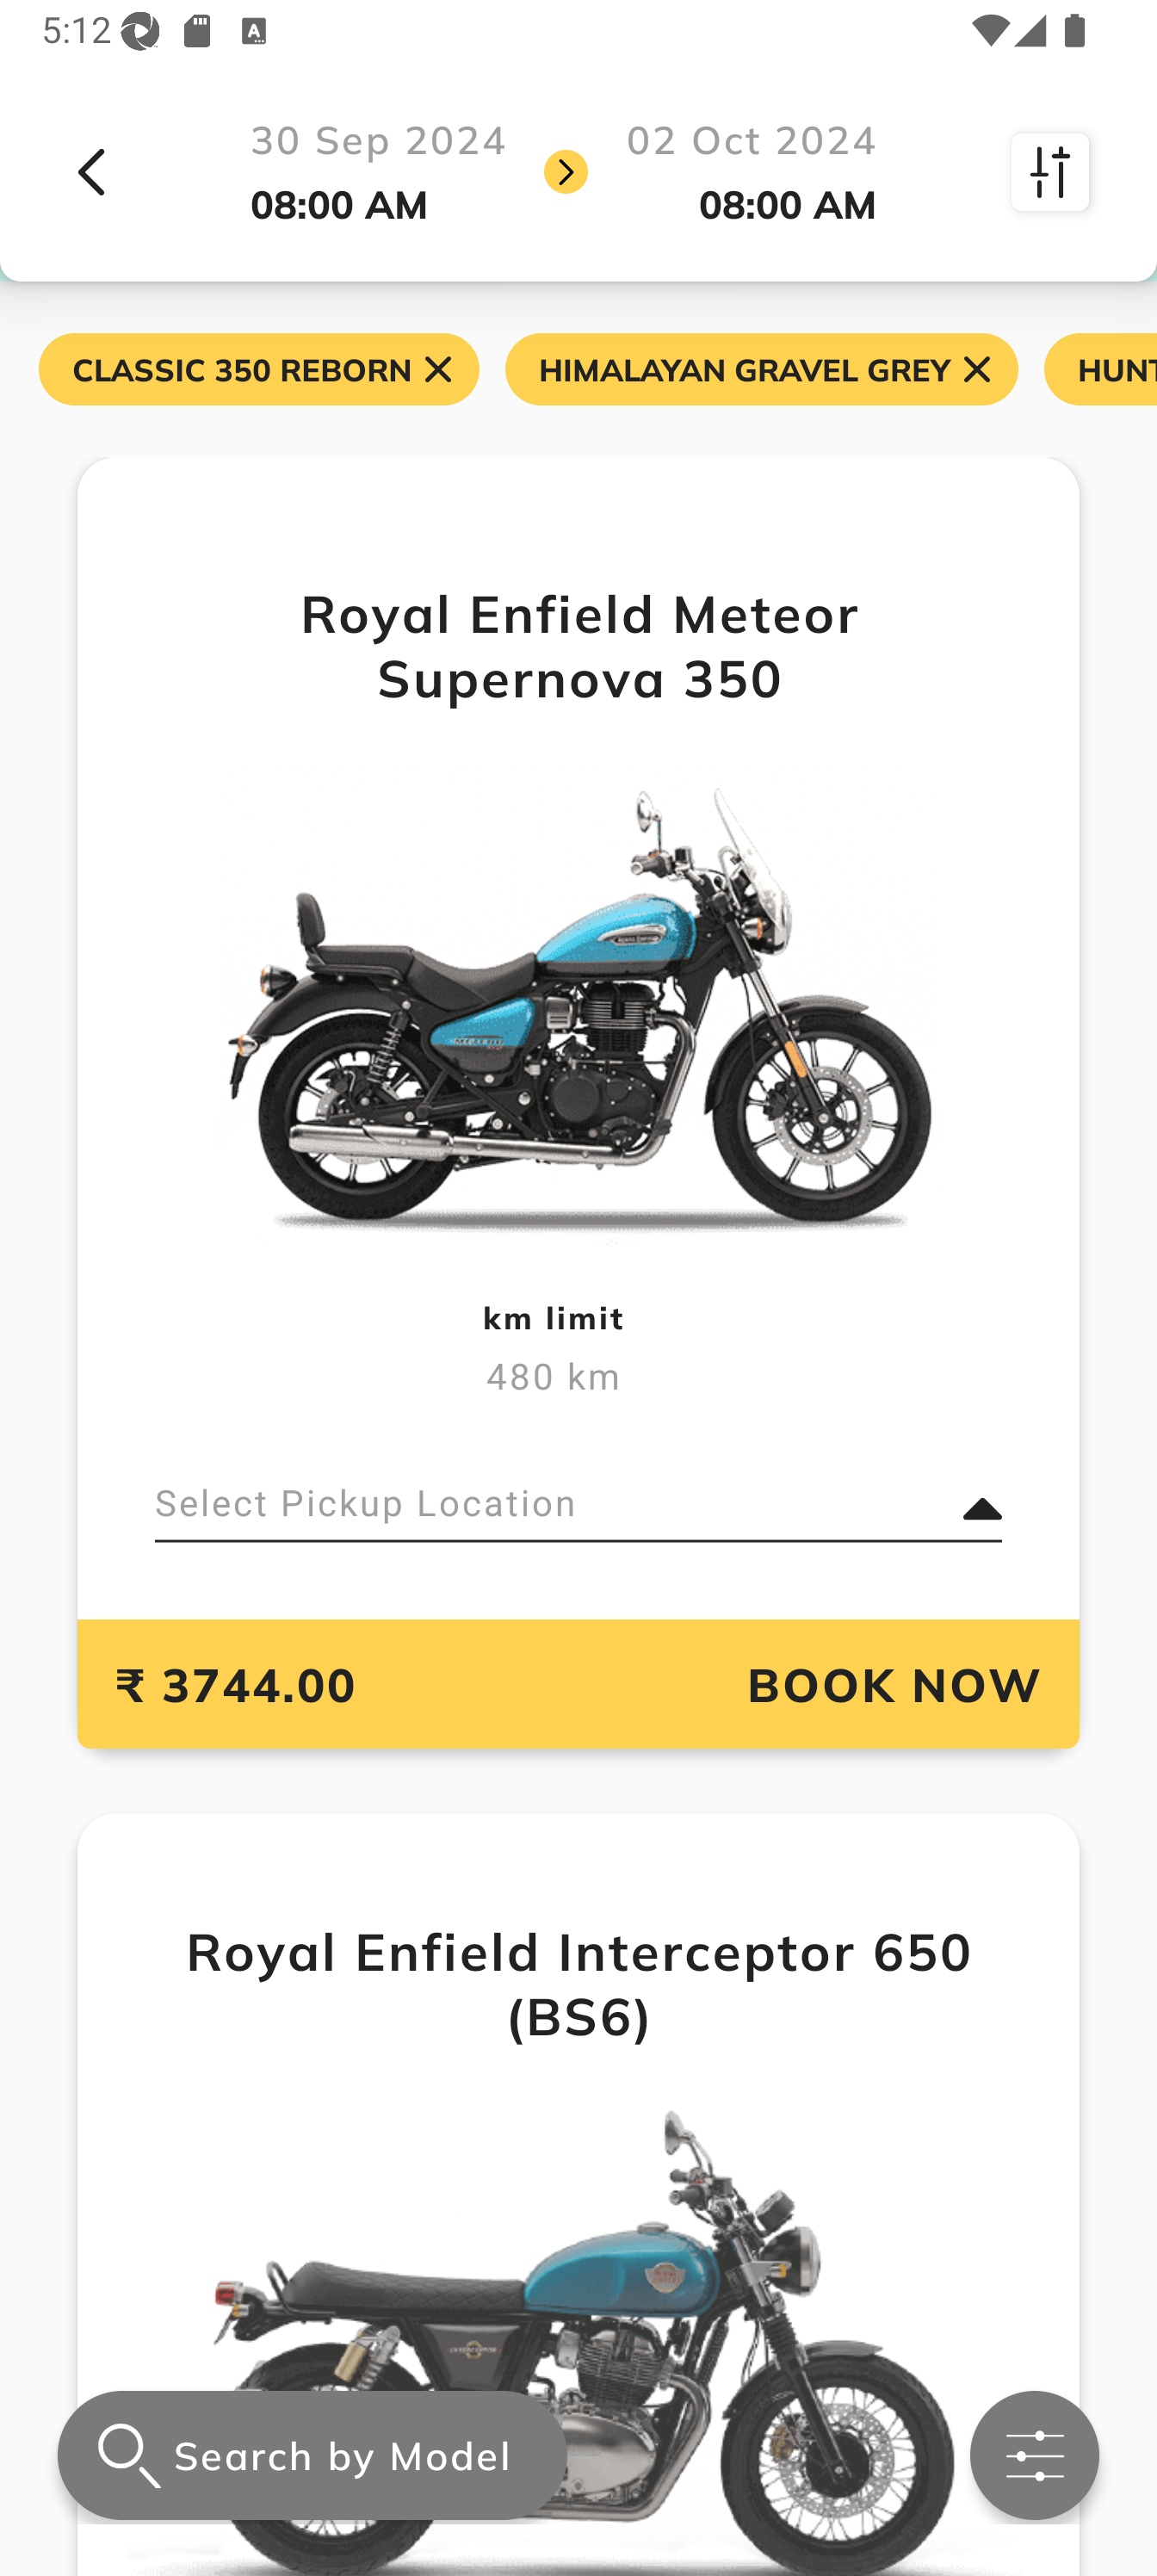 5:12
30 Sep 2024
08:00 AM
02 Oct 2024
08:00 AM
CLASSIC 350 REBORN
HIMALAYAN GRAVEL GREY
HUNT
Royal Enfield Meteor
Supernova 350
km limit
480 km
Select Pickup Location
₹ 3744.00
BOOK NOW
Royal Enfield Interceptor 650
(BS6)
Search by Model